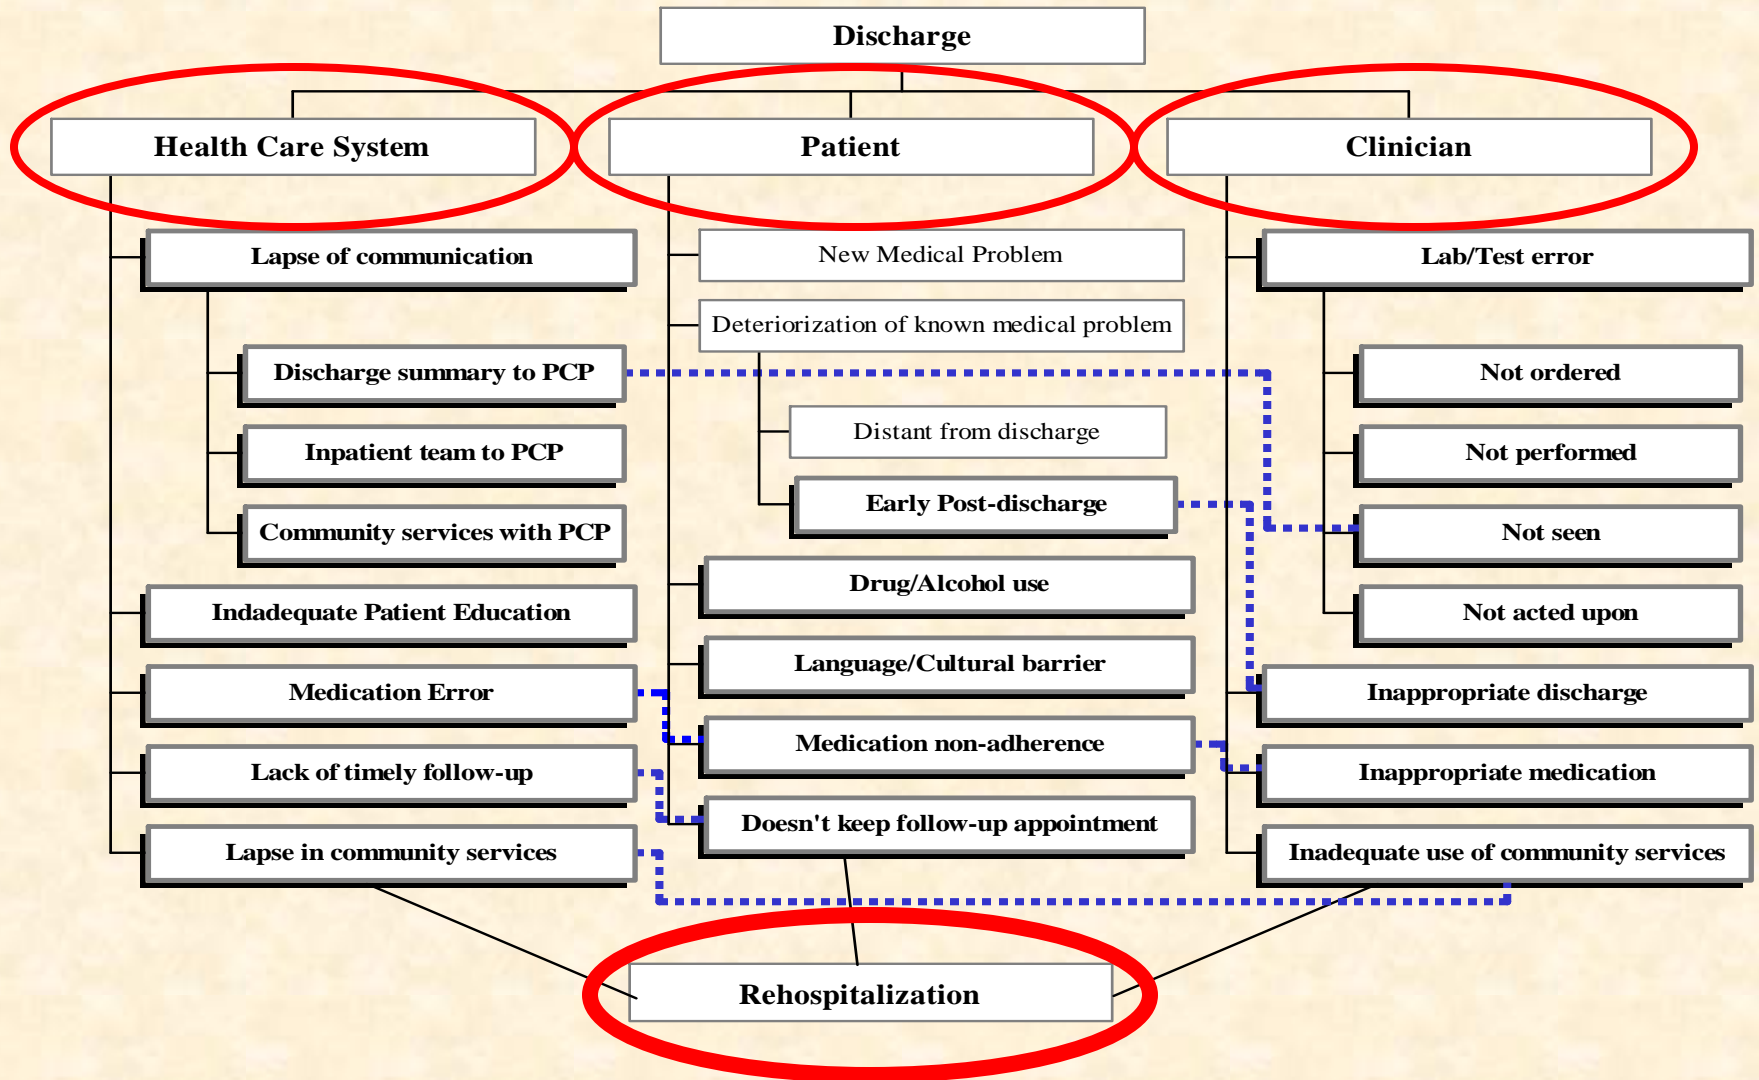 Discharge
Health Care System
Patient
Clinician
Lapse of communication
Discharge summary to PCP
Inpatient team to PCP
Community services with PCP
Indadequate Patient Education
Medication Error
Lack of timely follow-up
Lapse in community services
New Medical Problem
Deteriorization of known medical problem
Distant from discharge
Early Post-discharge
Drug/Alcohol use
Language/Cultural barrier
Medication non-adherence
Doesn't keep follow-up appointment
Lab/Test error
Not ordered
Not performed
Not seen
Not acted upon
Inappropriate discharge
Inappropriate medication
Inadequate use of community services
Rehospitalization